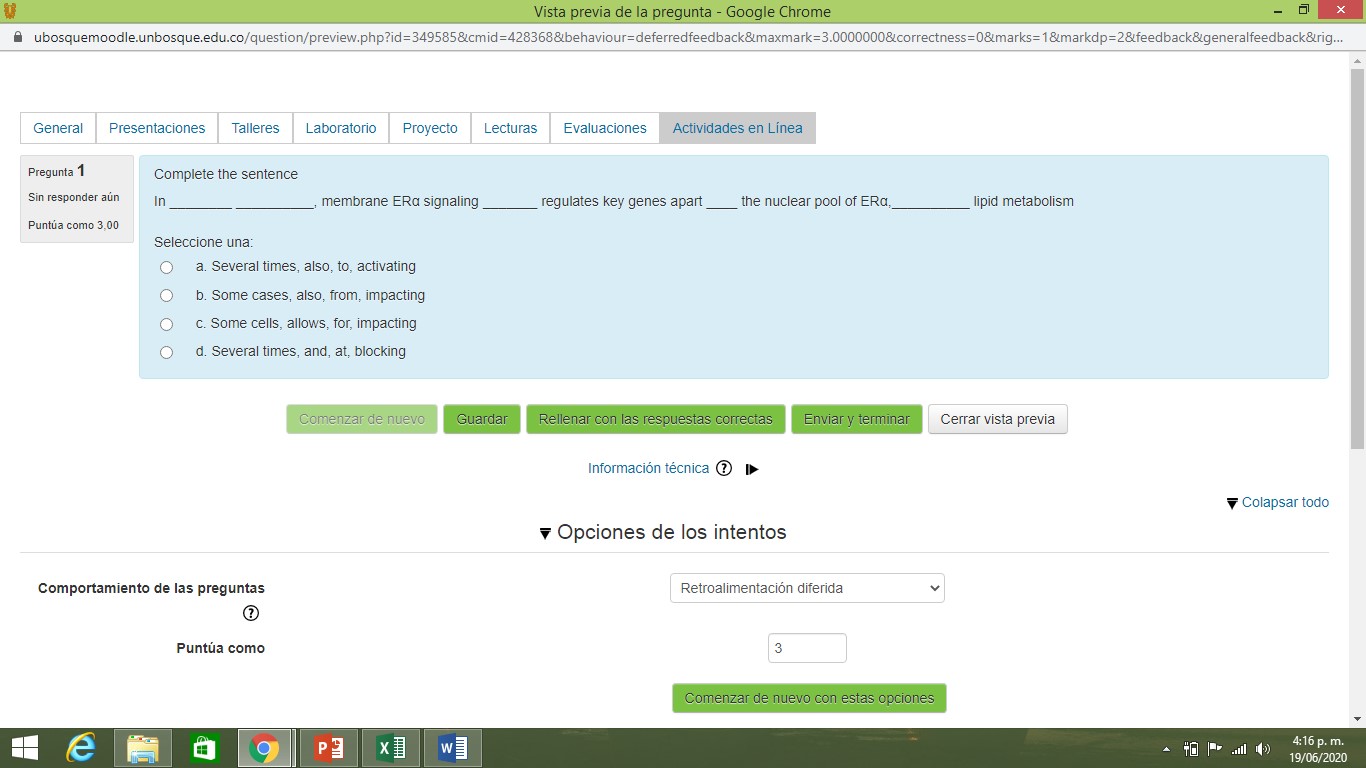 Vista previa de la pregunta - Google Chrome
ubosquemoodle.unbosque.edu.co/question/preview.php?id=349585&cmid=428368&behaviour=deferredfeedback&maxmark=3.0000000&correctness=0&marks=1&markdp=2&feedback&generalfeedback&rig...
General Presentaciones Talleres Laboratorio Proyecto Lecturas Evaluaciones Actividades en Línea
Pregunta 1
Sin responder aún
Puntúa como 3,00
Complete the sentence
In ________ __________, membrane ERα signaling _______ regulates key genes apart ____ the nuclear pool of ERα,__________ lipid metabolism
Seleccione una:
a. Several times, also, to, activating
b. Some cases, also, from, impacting
c. Some cells, allows, for, impacting
d. Several times, and, at, blocking
Comenzar de nuevo Guardar Rellenar con las respuestas correctas Enviar y terminar Cerrar vista previa
Información técnica ?
Colapsar todo
Opciones de los intentos
Comportamiento de las preguntas Retroalimentación diferida
?
Puntúa como 3
Comenzar de nuevo con estas opciones
4:16 p. m.
19/06/2020